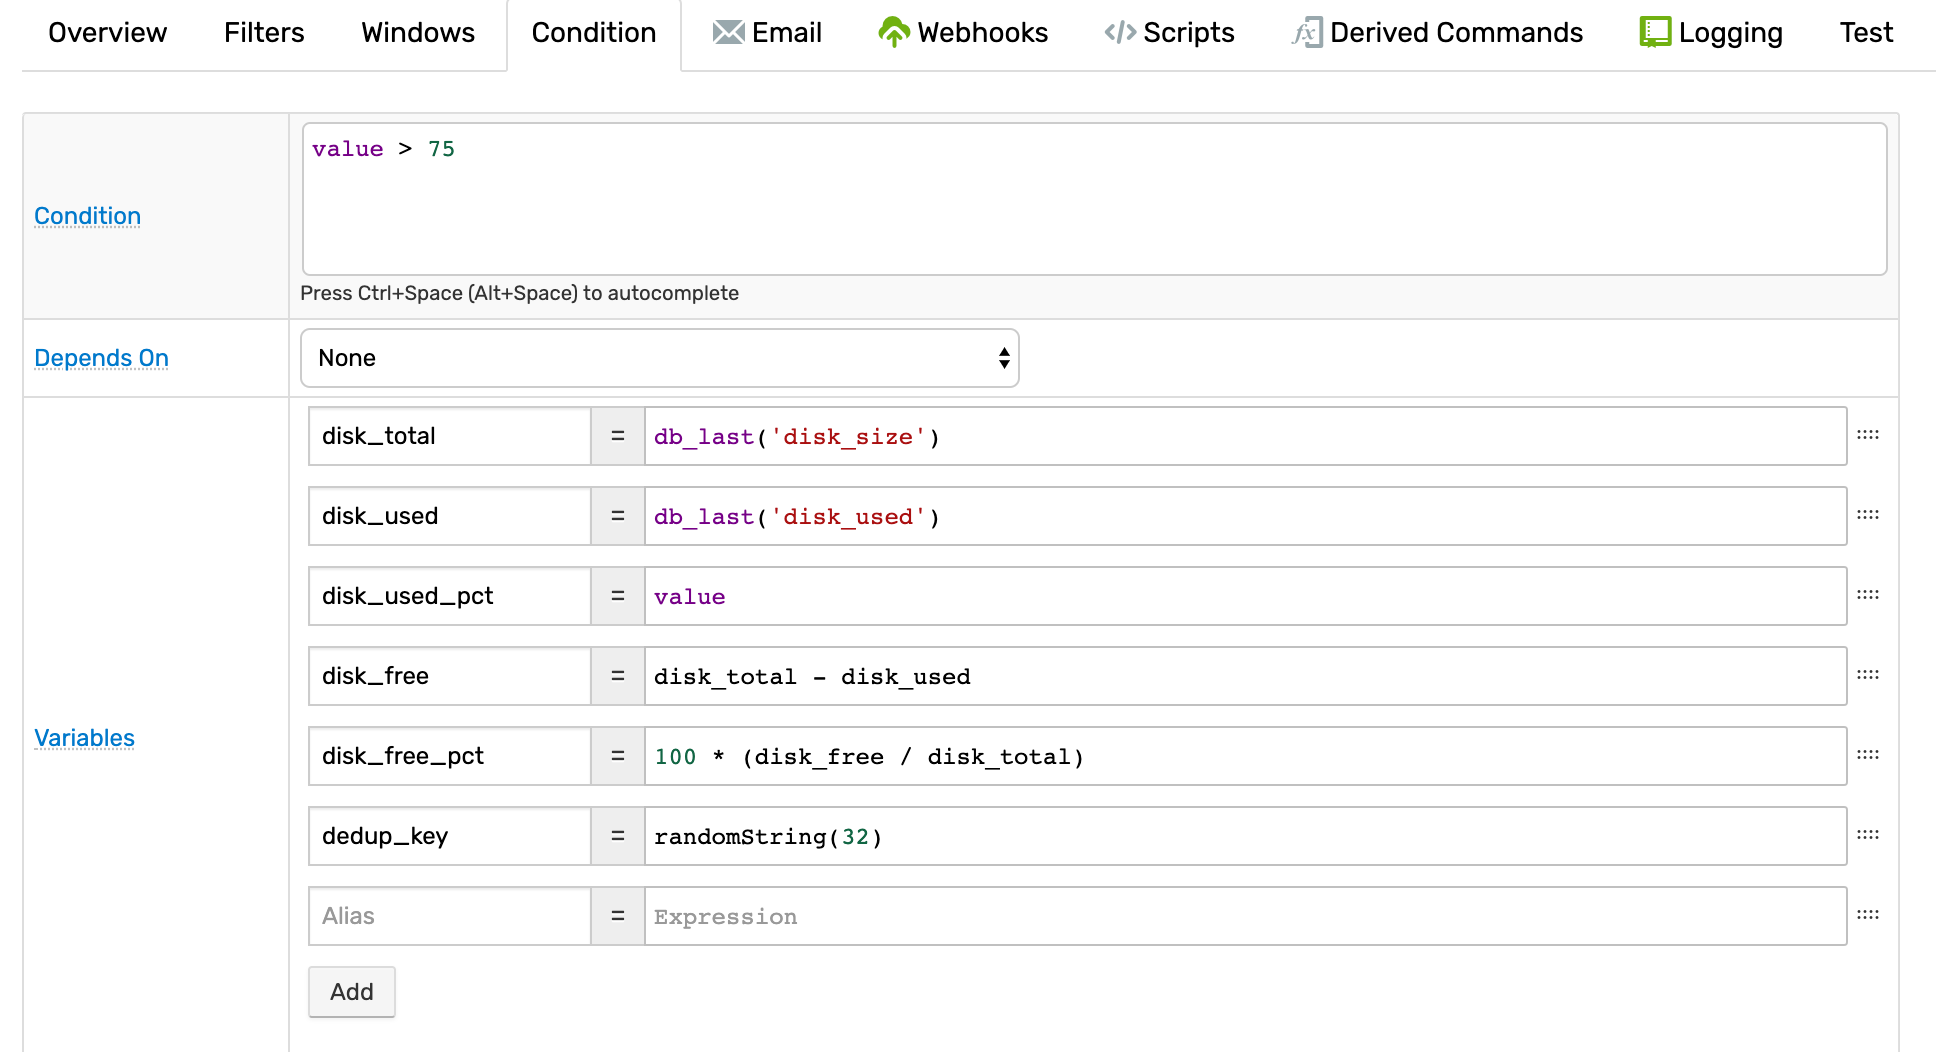 Overview Filters Windows Condition Email Webhooks </> Scripts fx Derived Commands Logging Test
Condition
value > 75
Press Ctrl+Space (Alt+Space) to autocomplete
Depends On
None
Variables
disk_total = db_last('disk_size')
disk_used = db_last('disk_used')
disk_used_pct = value
disk_free = disk_total - disk_used
disk_free_pct = 100 * (disk_free / disk_total)
dedup_key = randomString(32)
Alias = Expression
Add